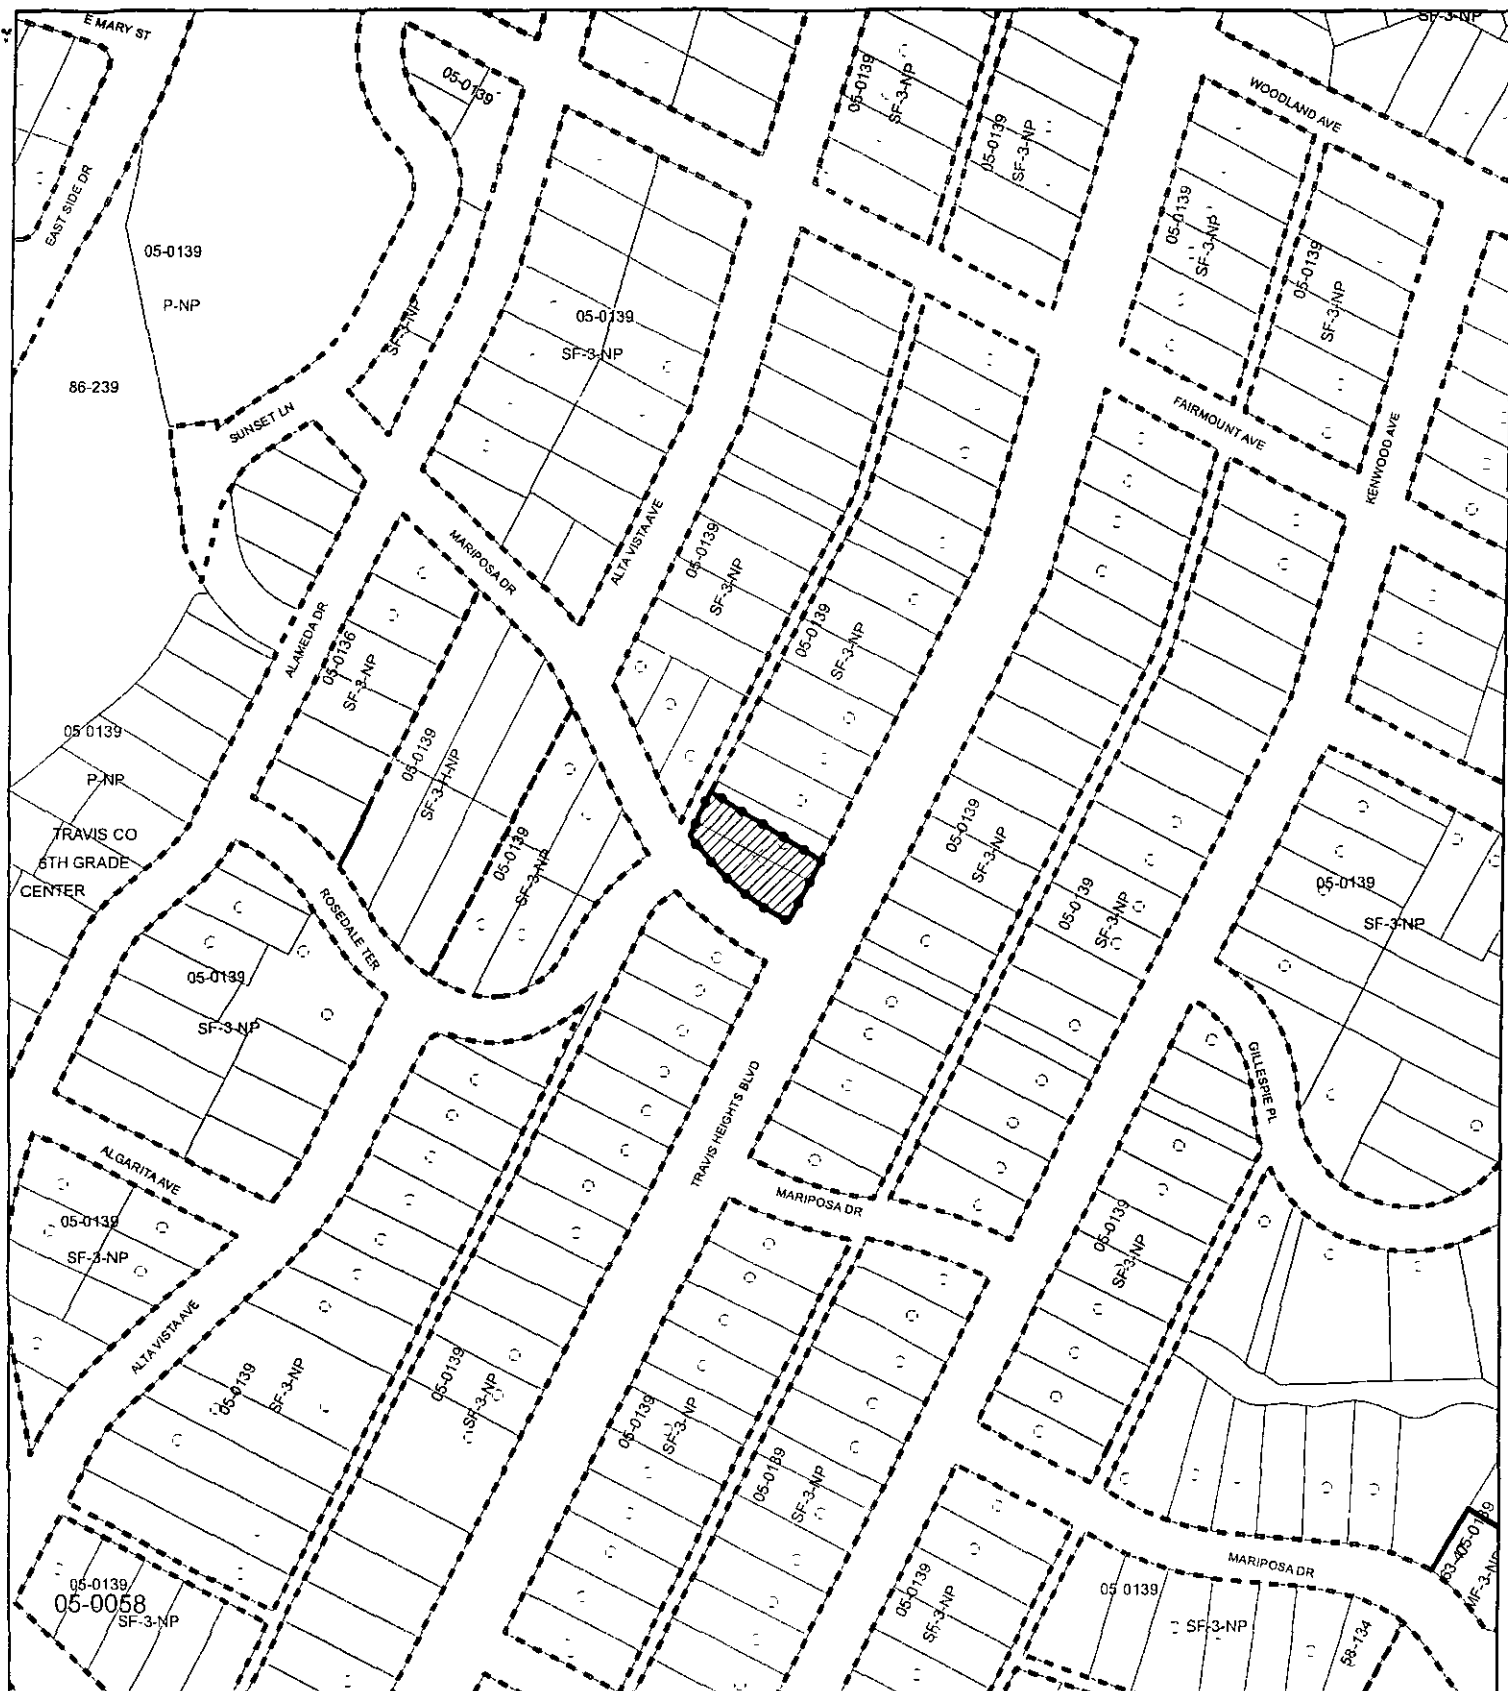 E MARY ST
SF-3-NP
05-0139
05-0139
SF-3-NP
05-0139
SF-3-NP
WOODLAND AVE
EAST SIDE DR
05-0139
P-NP
86-239
SF-3-NP
05-0139
SF-3-NP
05-0139
SF-3-NP
05-0139
SF-3-NP
SUNSET LN
FAIRMOUNT AVE
KENWOOD AVE
MARIPOSA DR
ALTA VISTA AVE
05-0139
SF-3-NP
05-0139
SF-3-NP
ALAMEDA DR
05-0136
SF-3-NP
05 0139
P-NP
TRAVIS CO
6TH GRADE
CENTER
05-0139
SF-3-H-NP
05-0139
SF-3-NP
05-0139
SF-3-NP
05-0139
SF-3-NP
05-0139
SF-3-NP
ROSEDALE TER
05-0139
SF-3-NP
GILLESPIE PL
TRAVIS HEIGHTS BLVD
ALGARITA AVE
MARIPOSA DR
05-0139
SF-3-NP
05-0139
SF-3-NP
ALTA VISTA AVE
05-0139
SF-3-NP
05-0139
SF-3-NP
05-0139
SF-3-NP
05-0139
SF-3-NP
05-0139
05-0058
SF-3-NP
05-0139
SF-3-NP
MARIPOSA DR
05 0139
SF-3-NP
58-134
05-0139
MF-3-NP